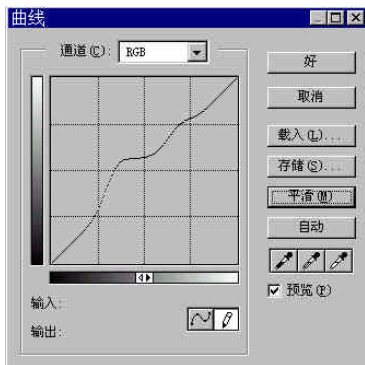 曲线
通道(C): RGB
好
取消
载入(L)...
存储(S)...
平滑(M)
自动
预览(P)
输入:
输出: